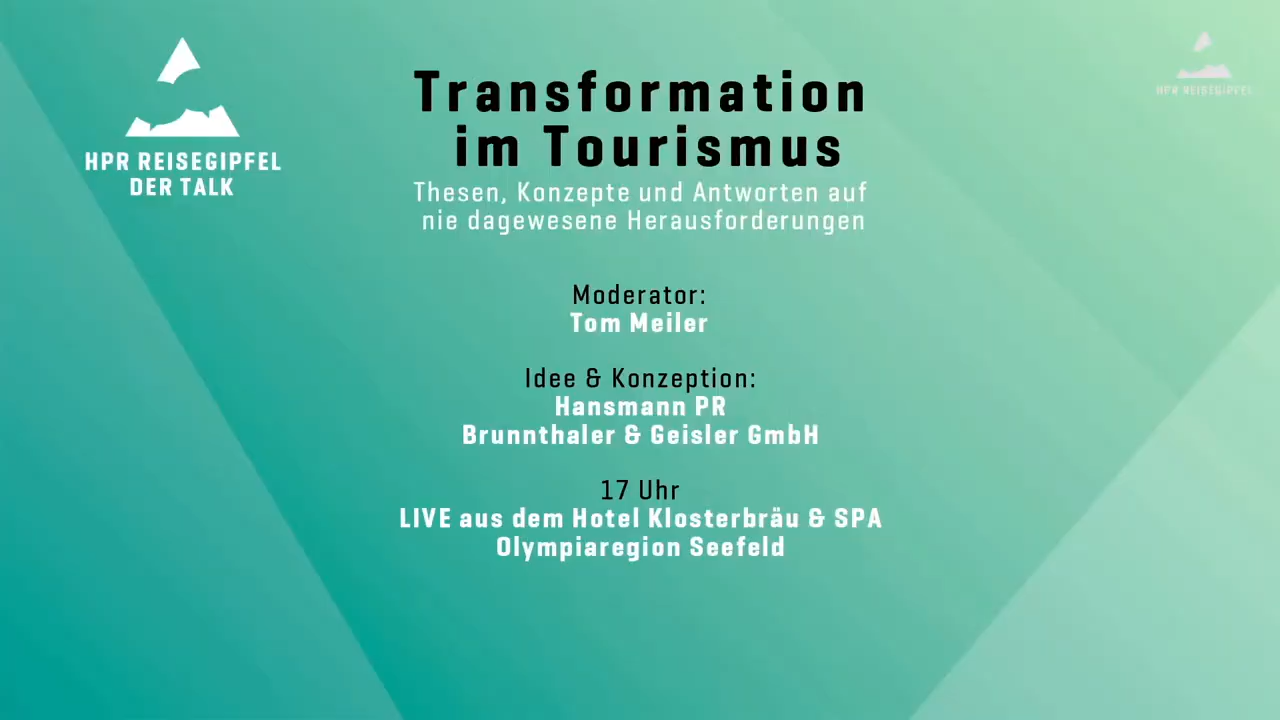 HPR REISEGIPFEL
DER TALK
HPR REISEGIPFEL
Transformation
im Tourismus
Thesen, Konzepte und Antworten auf
nie dagewesene Herausforderungen
Moderator:
Tom Meiler
Idee & Konzeption:
Hansmann PR
Brunnthaler & Geisler GmbH
17 Uhr
LIVE aus dem Hotel Klosterbräu & SPA
Olympiaregion Seefeld